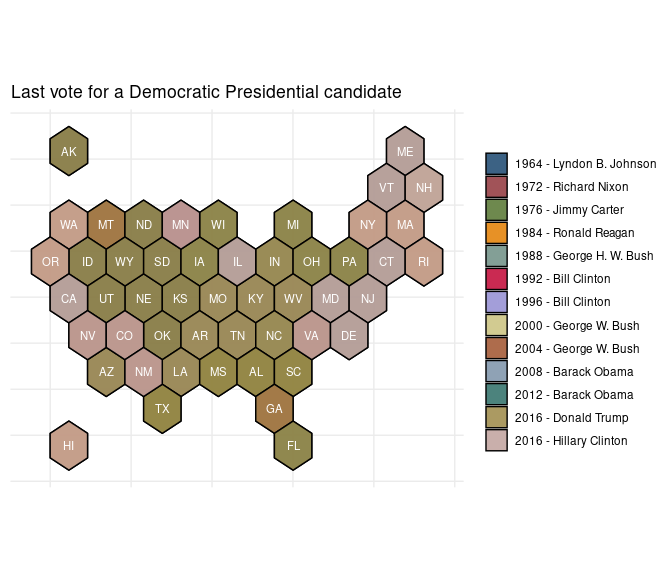 Last vote for a Democratic Presidential candidate
AK
ME
VT NH
WA MT ND MN WI MI NY MA
OR ID WY SD IA IL IN OH PA CT RI
CA UT NE KS MO KY WV MD NJ
NV CO OK AR TN NC VA DE
AZ NM LA MS AL SC
TX GA
HI FL
1964 - Lyndon B. Johnson
1972 - Richard Nixon
1976 - Jimmy Carter
1984 - Ronald Reagan
1988 - George H. W. Bush
1992 - Bill Clinton
1996 - Bill Clinton
2000 - George W. Bush
2004 - George W. Bush
2008 - Barack Obama
2012 - Barack Obama
2016 - Donald Trump
2016 - Hillary Clinton